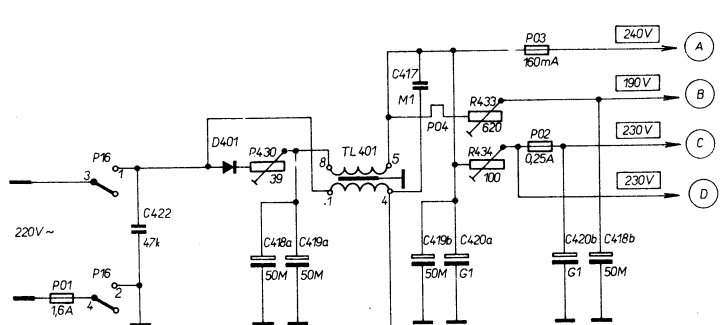 P03
160mA
240V
A
C417
M1
190V
B
R433
620
P04
D401
P430
39
8
TL401
5
P02
0,25A
230V
C
R434
100
P16
3
1
.1
4
230V
D
220V~
C422
47k
C418a
50M
C419a
50M
C419b
50M
C420a
G1
C420b
G1
C418b
50M
P01
1,6A
P16
4
2